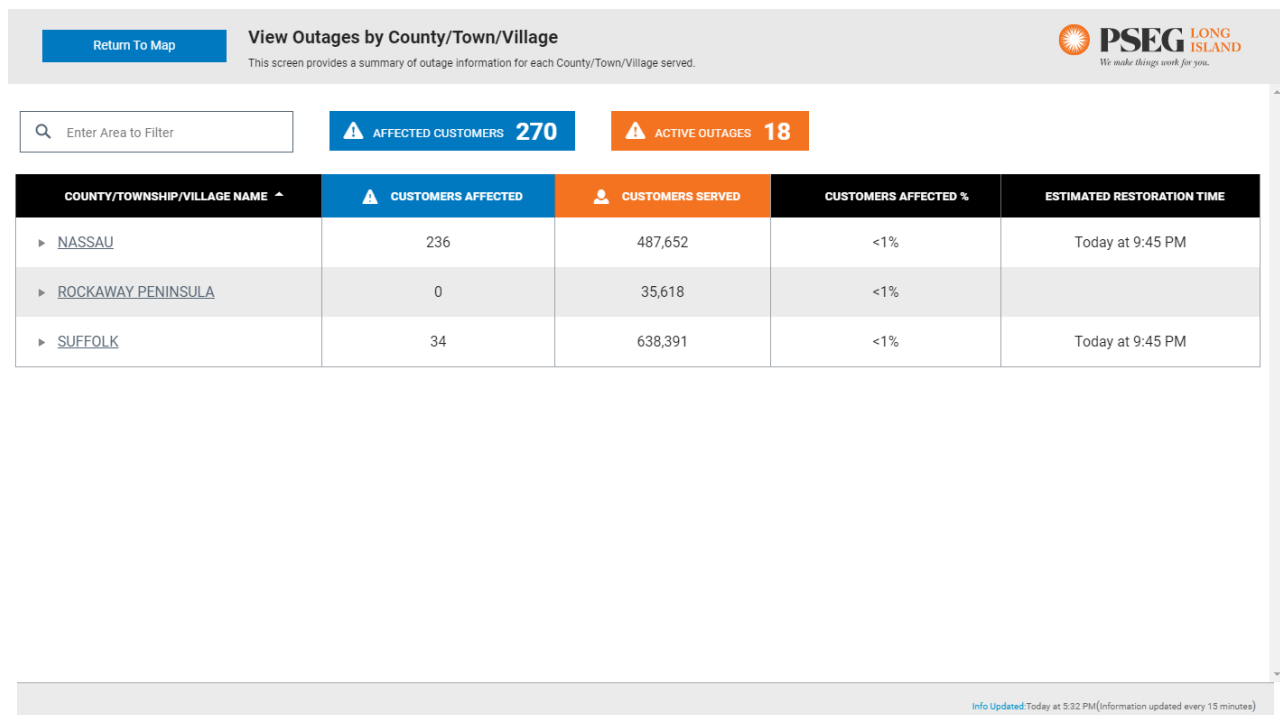 Return To Map
View Outages by County/Town/Village
This screen provides a summary of outage information for each County/Town/Village served.
PSEG LONG ISLAND
We make things work for you.
Enter Area to Filter
AFFECTED CUSTOMERS 270
ACTIVE OUTAGES 18
COUNTY/TOWNSHIP/VILLAGE NAME CUSTOMERS AFFECTED CUSTOMERS SERVED CUSTOMERS AFFECTED % ESTIMATED RESTORATION TIME
NASSAU 236 487,652 <1% Today at 9:45 PM
ROCKAWAY PENINSULA 0 35,618 <1%
SUFFOLK 34 638,391 <1% Today at 9:45 PM
Info Updated:Today at 5:32 PM(Information updated every 15 minutes)